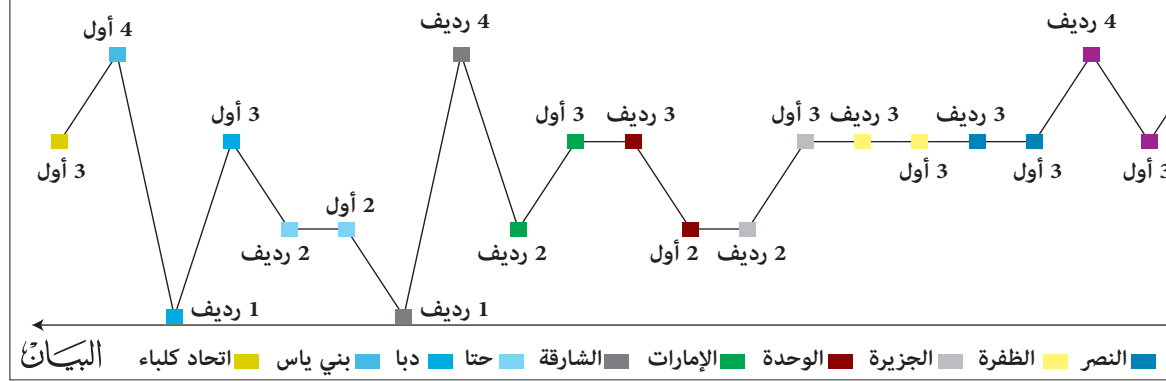 4 رديف
4 رديف
4 أول
3 رديف
3 رديف
3 أول
3 رديف
3 أول
3 أول
3 أول
3 أول
3 أول
3 أول
2 أول
2 رديف
2 أول
2 رديف
2 رديف
1 رديف
1 رديف
النصر
الظفرة
الجزيرة
الوحدة
الإمارات
الشارقة
حتا
دبا
بني ياس
اتحاد كلباء
البيان